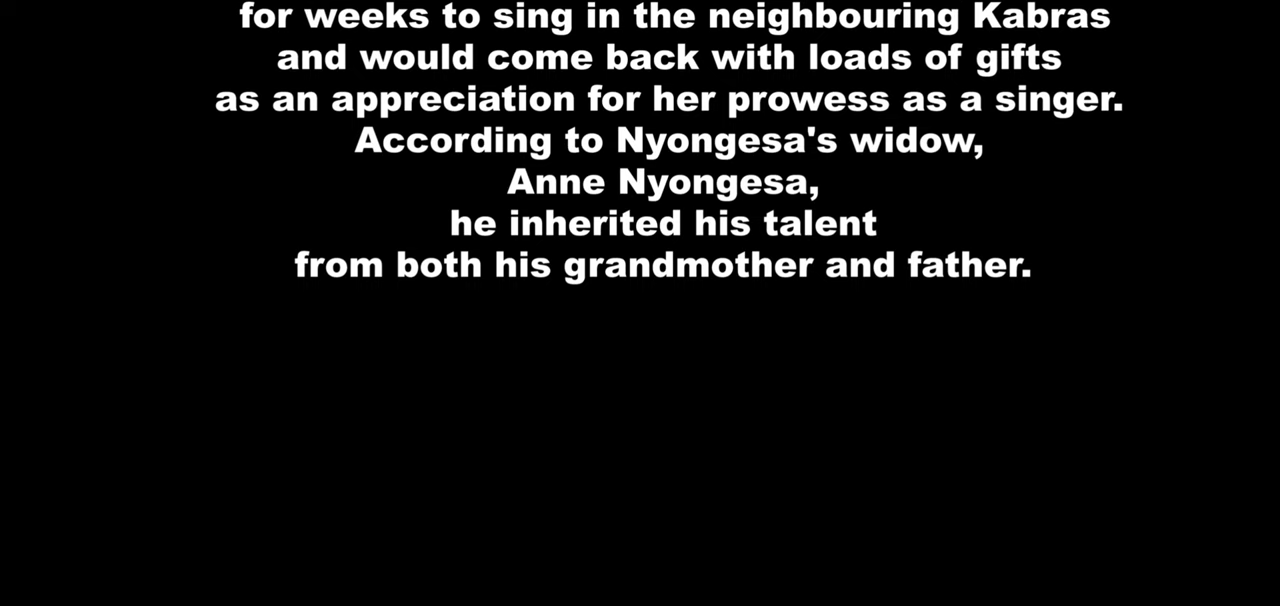 for weeks to sing in the neighbouring Kabras
and would come back with loads of gifts
as an appreciation for her prowess as a singer.
According to Nyongesa's widow,
Anne Nyongesa,
he inherited his talent
from both his grandmother and father.